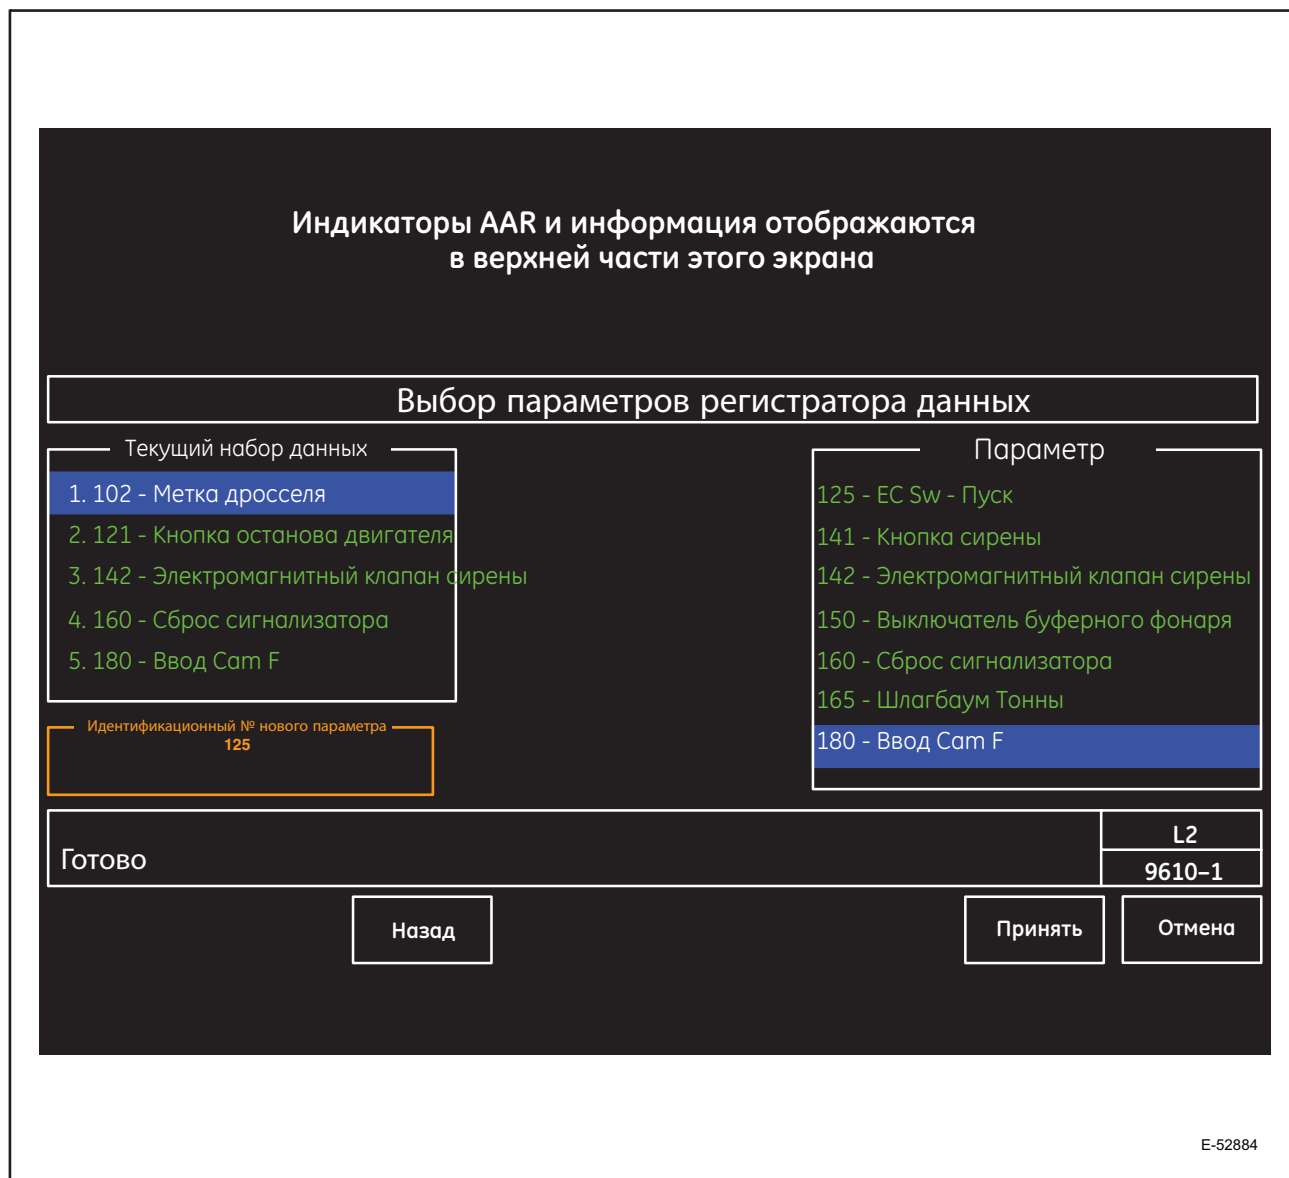 Индикаторы AAR и информация отображаются
в верхней части этого экрана
Выбор параметров регистратора данных
Текущий набор данных
1. 102 - Метка дросселя
2. 121 - Кнопка останова двигателя
3. 142 - Электромагнитный клапан сирены
4. 160 - Сброс сигнализатора
5. 180 - Ввод Cam F
Идентификационный № нового параметра
125
Параметр
125 - EC Sw - Пуск
141 - Кнопка сирены
142 - Электромагнитный клапан сирены
150 - Выключатель буферного фонаря
160 - Сброс сигнализатора
165 - Шлагбаум Тонны
180 - Ввод Cam F
Готово
L2
9610–1
Назад
Принять
Отмена
E-52884